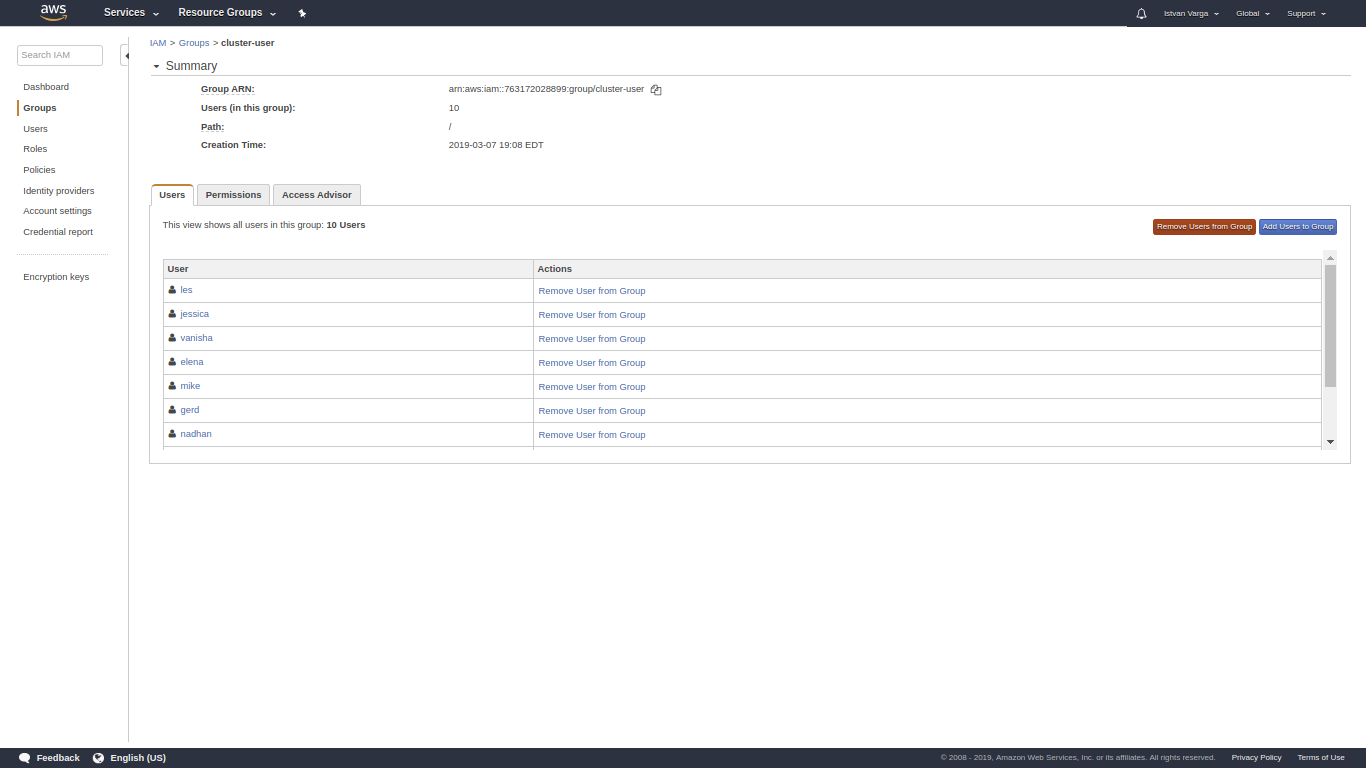 aws Services Resource Groups Istvan Varga Global Support
Search IAM
Dashboard
Groups
Users
Roles
Policies
Identity providers
Account settings
Credential report
Encryption keys
IAM > Groups > cluster-user
Summary
Group ARN: arn:aws:iam::763172028899:group/cluster-user
Users (in this group): 10
Path: /
Creation Time: 2019-03-07 19:08 EDT
Users Permissions Access Advisor
This view shows all users in this group: 10 Users
Remove Users from Group Add Users to Group
User Actions
les Remove User from Group
jessica Remove User from Group
vanisha Remove User from Group
elena Remove User from Group
mike Remove User from Group
gerd Remove User from Group
nadhan Remove User from Group
Feedback English (US) © 2008 - 2019, Amazon Web Services, Inc. or its affiliates. All rights reserved. Privacy Policy Terms of Use